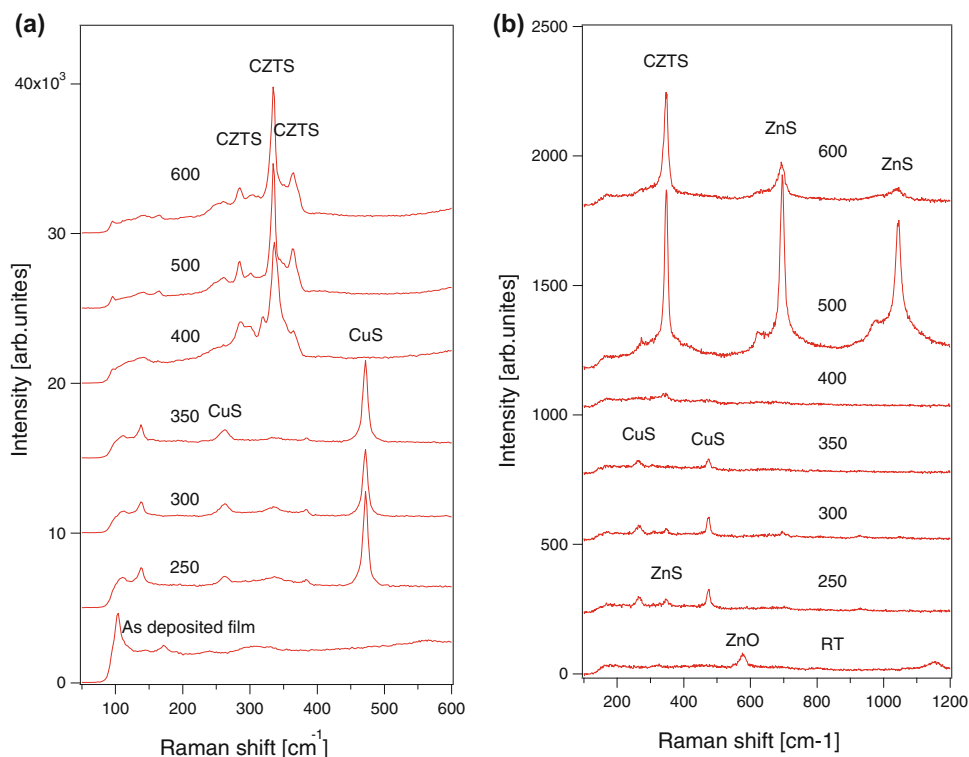 (a)
40x10³
30
20
10
0
Intensity [arb.unites]
CZTS
CZTS
CZTS
600
500
400
CuS
350
CuS
300
250
As deposited film
100
200
300
400
500
600
Raman shift [cm⁻¹]
(b)
2500
2000
1500
1000
500
0
Intensity [arb.unites]
CZTS
ZnS
600
ZnS
500
400
CuS
CuS
350
300
ZnS
250
ZnO
RT
200
400
600
800
1000
1200
Raman shift [cm-1]